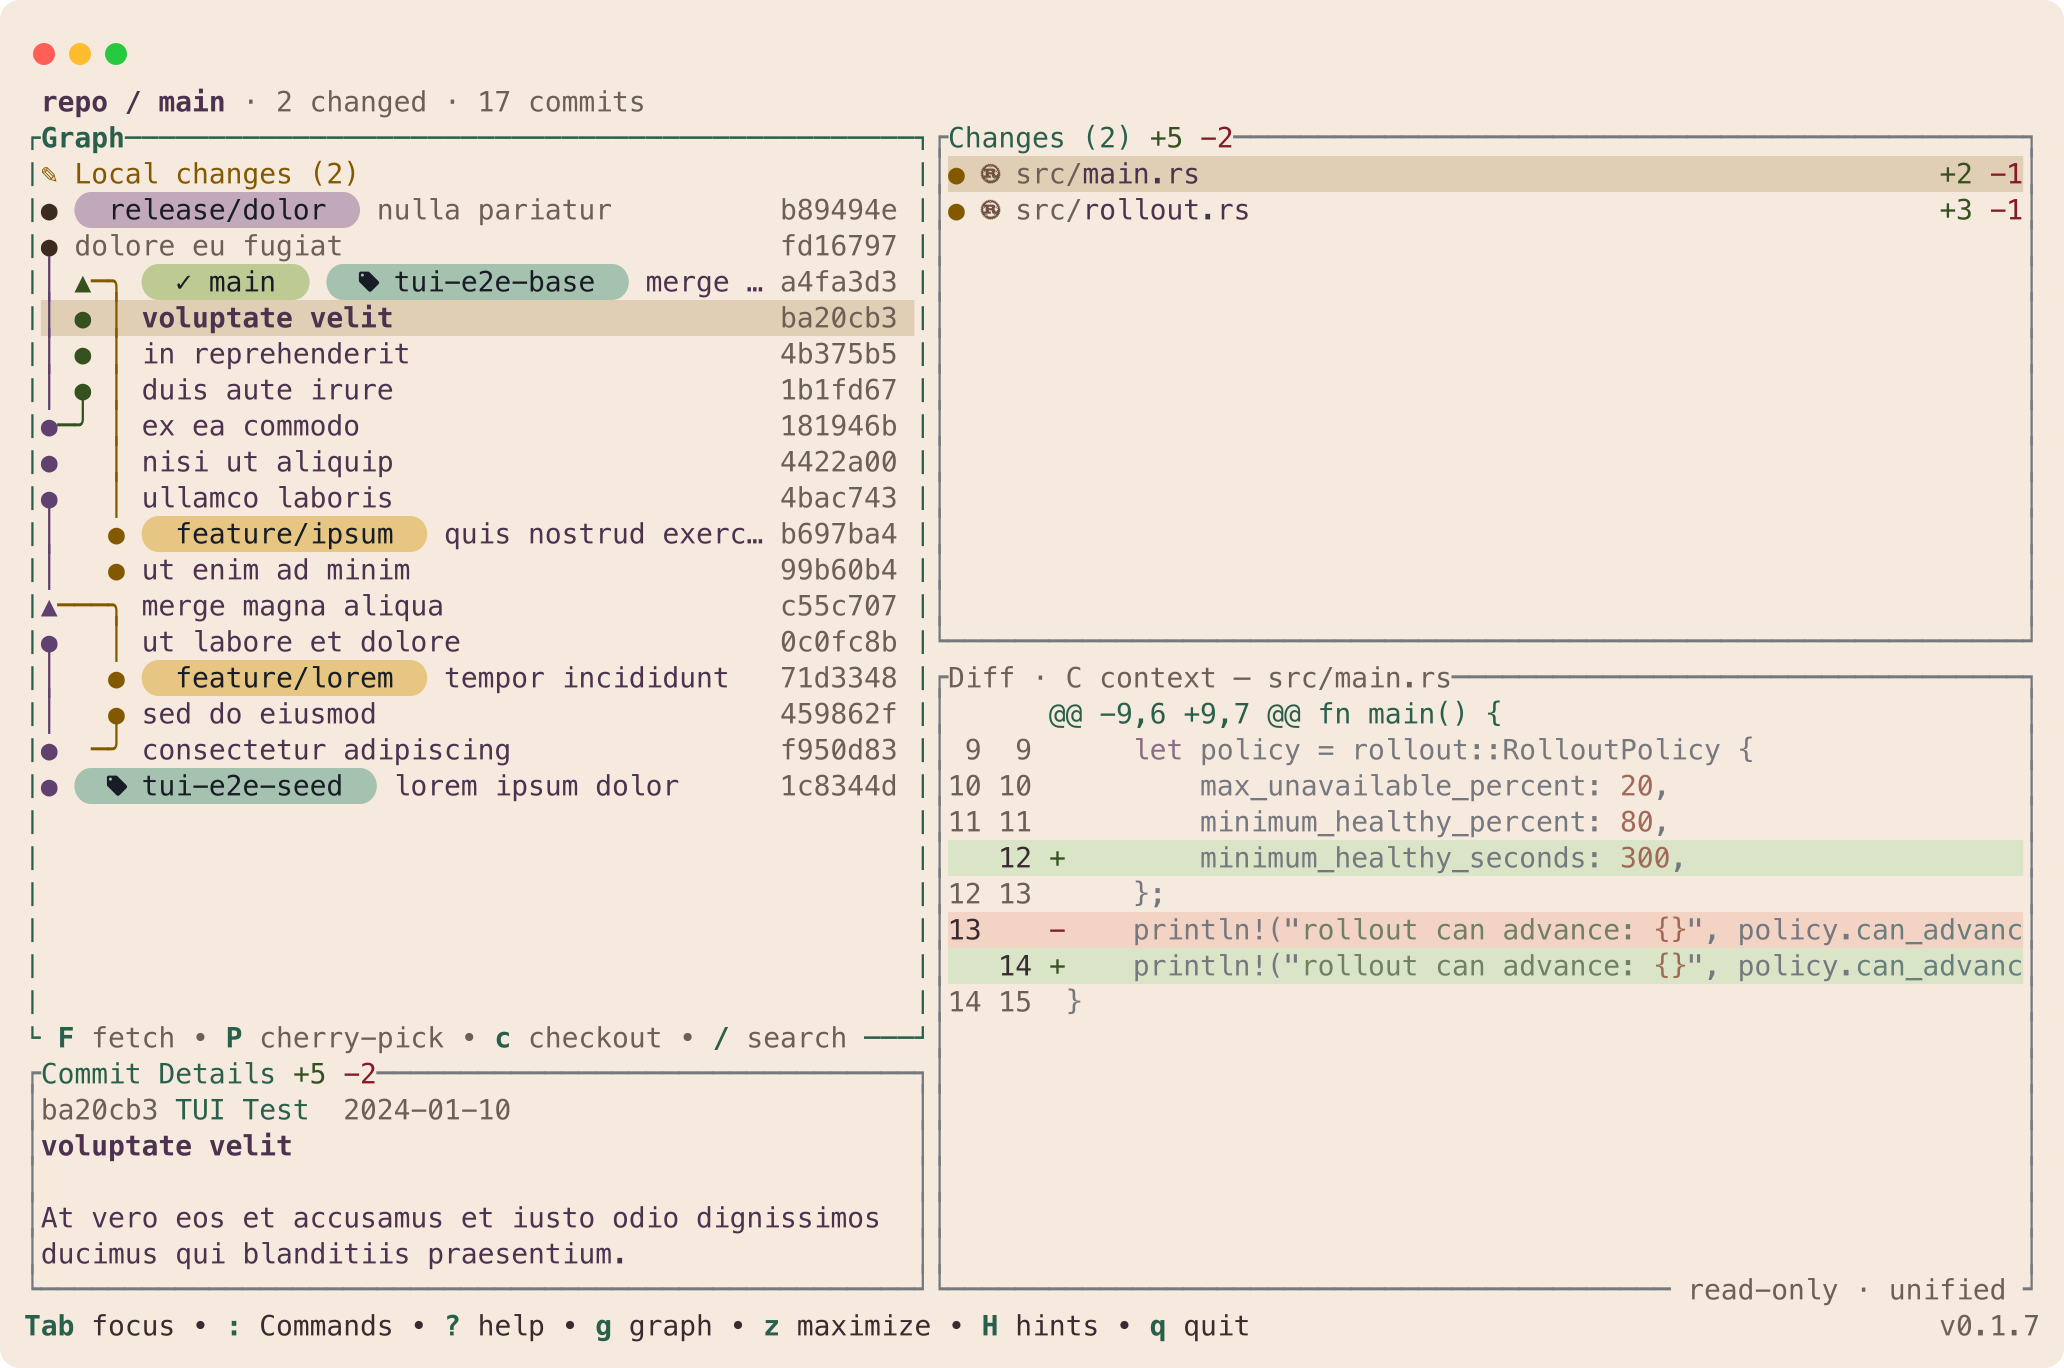 repo / main · 2 changed · 17 commits
Graph
✎ Local changes (2)
release/dolor nulla pariatur b89494e
dolore eu fugiat fd16797
✓ main tui-e2e-base merge … a4fa3d3
voluptate velit ba20cb3
in reprehenderit 4b375b5
duis aute irure 1b1fd67
ex ea commodo 181946b
nisi ut aliquip 4422a00
ullamco laboris 4bac743
feature/ipsum quis nostrud exerc… b697ba4
ut enim ad minim 99b60b4
merge magna aliqua c55c707
ut labore et dolore 0c0fc8b
feature/lorem tempor incididunt 71d3348
sed do eiusmod 459862f
consectetur adipiscing f950d83
tui-e2e-seed lorem ipsum dolor 1c8344d
F fetch • P cherry-pick • c checkout • / search
Commit Details +5 -2
ba20cb3 TUI Test 2024-01-10
voluptate velit
At vero eos et accusamus et iusto odio dignissimos
ducimus qui blanditiis praesentium.
Changes (2) +5 -2
src/main.rs +2 -1
src/rollout.rs +3 -1
Diff · C context — src/main.rs
@@ -9,6 +9,7 @@ fn main() {
9 9 let policy = rollout::RolloutPolicy {
10 10 max_unavailable_percent: 20,
11 11 minimum_healthy_percent: 80,
12 + minimum_healthy_seconds: 300,
12 13 };
13 - println!("rollout can advance: {}", policy.can_advanc
14 + println!("rollout can advance: {}", policy.can_advanc
14 15 }
read-only · unified
Tab focus • : Commands • ? help • g graph • z maximize • H hints • q quit v0.1.7